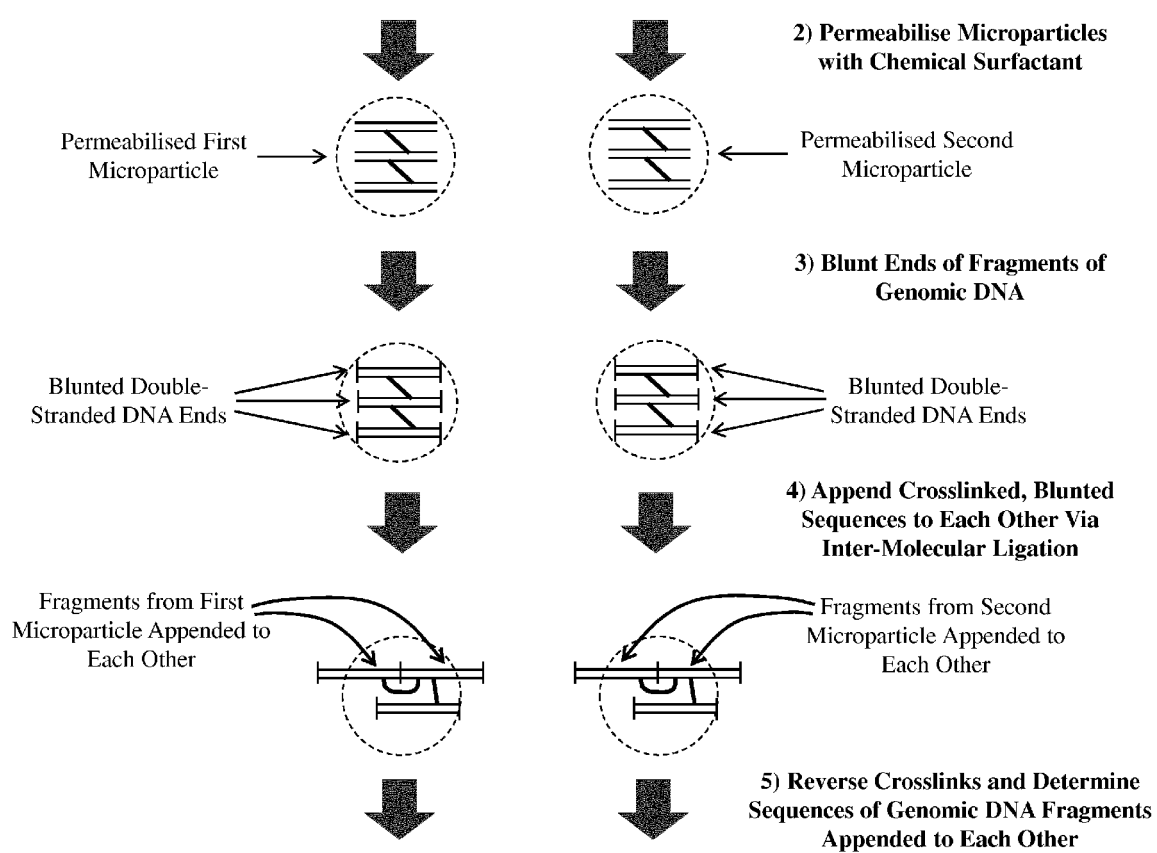 2) Permeabilise Microparticles
with Chemical Surfactant
Permeabilised First
Microparticle
Permeabilised Second
Microparticle
3) Blunt Ends of Fragments of
Genomic DNA
Blunted Double-
Stranded DNA Ends
Blunted Double-
Stranded DNA Ends
4) Append Crosslinked, Blunted
Sequences to Each Other Via
Inter-Molecular Ligation
Fragments from First
Microparticle Appended to
Each Other
Fragments from Second
Microparticle Appended to
Each Other
5) Reverse Crosslinks and Determine
Sequences of Genomic DNA Fragments
Appended to Each Other